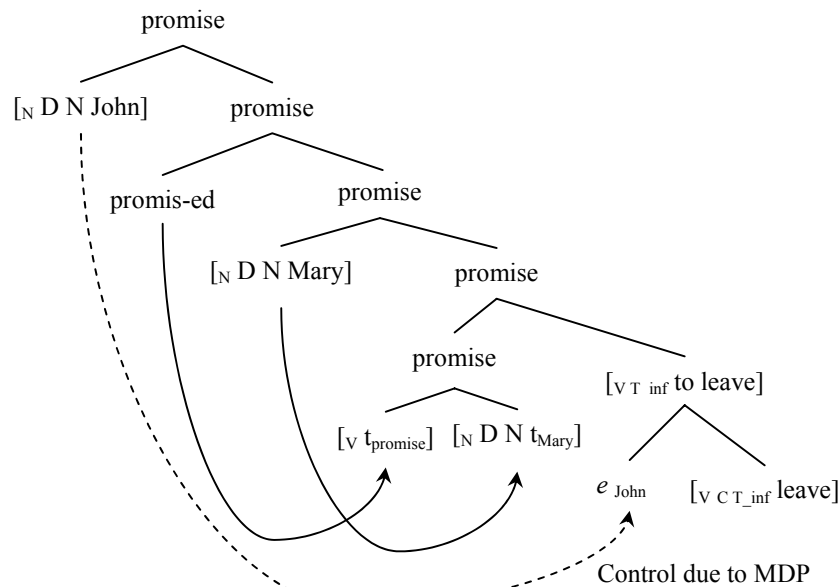 promise
[N D N John] promise
promis-ed promise
[N D N Mary] promise
promise [V T_inf to leave]
[V tpromise] [N D N tMary]
e John [V C T_inf leave]
Control due to MDP